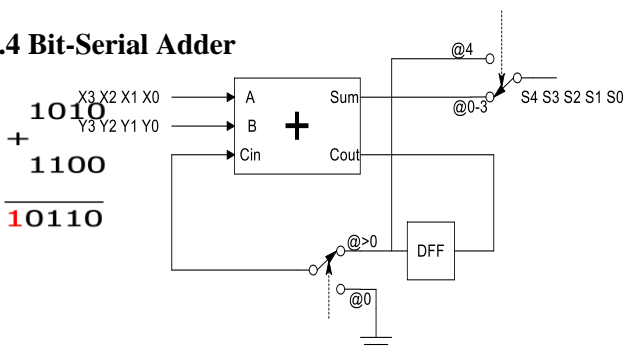 .4 Bit-Serial Adder
@4
X3 X2 X1 X0
A
Sum
@0-3
S4 S3 S2 S1 S0
1010
Y3 Y2 Y1 Y0
B
+
+
1100
Cin
Cout
10110
@>0
DFF
@0